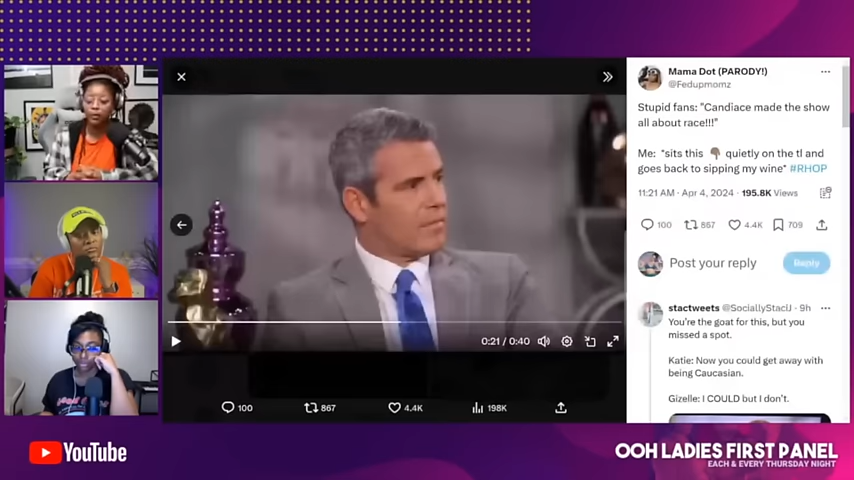 Mama Dot (PARODY!)
@Fedupmomz
Stupid fans: "Candiace made the show
all about race!!!"
Me: *sits this quietly on the tl and
goes back to sipping my wine* #RHOP
11:21 AM · Apr 4, 2024 · 195.8K Views
100 867 4.4K 709
Post your reply
Reply
stactweets @SociallyStaciJ · 9h
You're the goat for this, but you
missed a spot.
Katie: Now you could get away with
being Caucasian.
Gizelle: I COULD but I don't.
0:21 / 0:40
100 867 4.4K 198K
YouTube
OOH LADIES FIRST PANEL
EACH & EVERY THURSDAY NIGHT